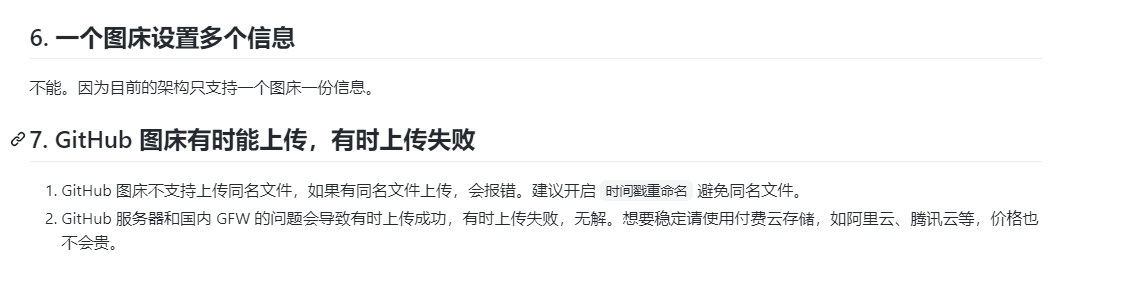 6. 一个图床设置多个信息
不能。因为目前的架构只支持一个图床一份信息。
7. GitHub 图床有时能上传，有时上传失败
1. GitHub 图床不支持上传同名文件，如果有同名文件上传，会报错。建议开启 时间戳重命名 避免同名文件。
2. GitHub 服务器和国内 GFW 的问题会导致有时上传成功，有时上传失败，无解。想要稳定请使用付费云存储，如阿里云、腾讯云等，价格也
不会贵。